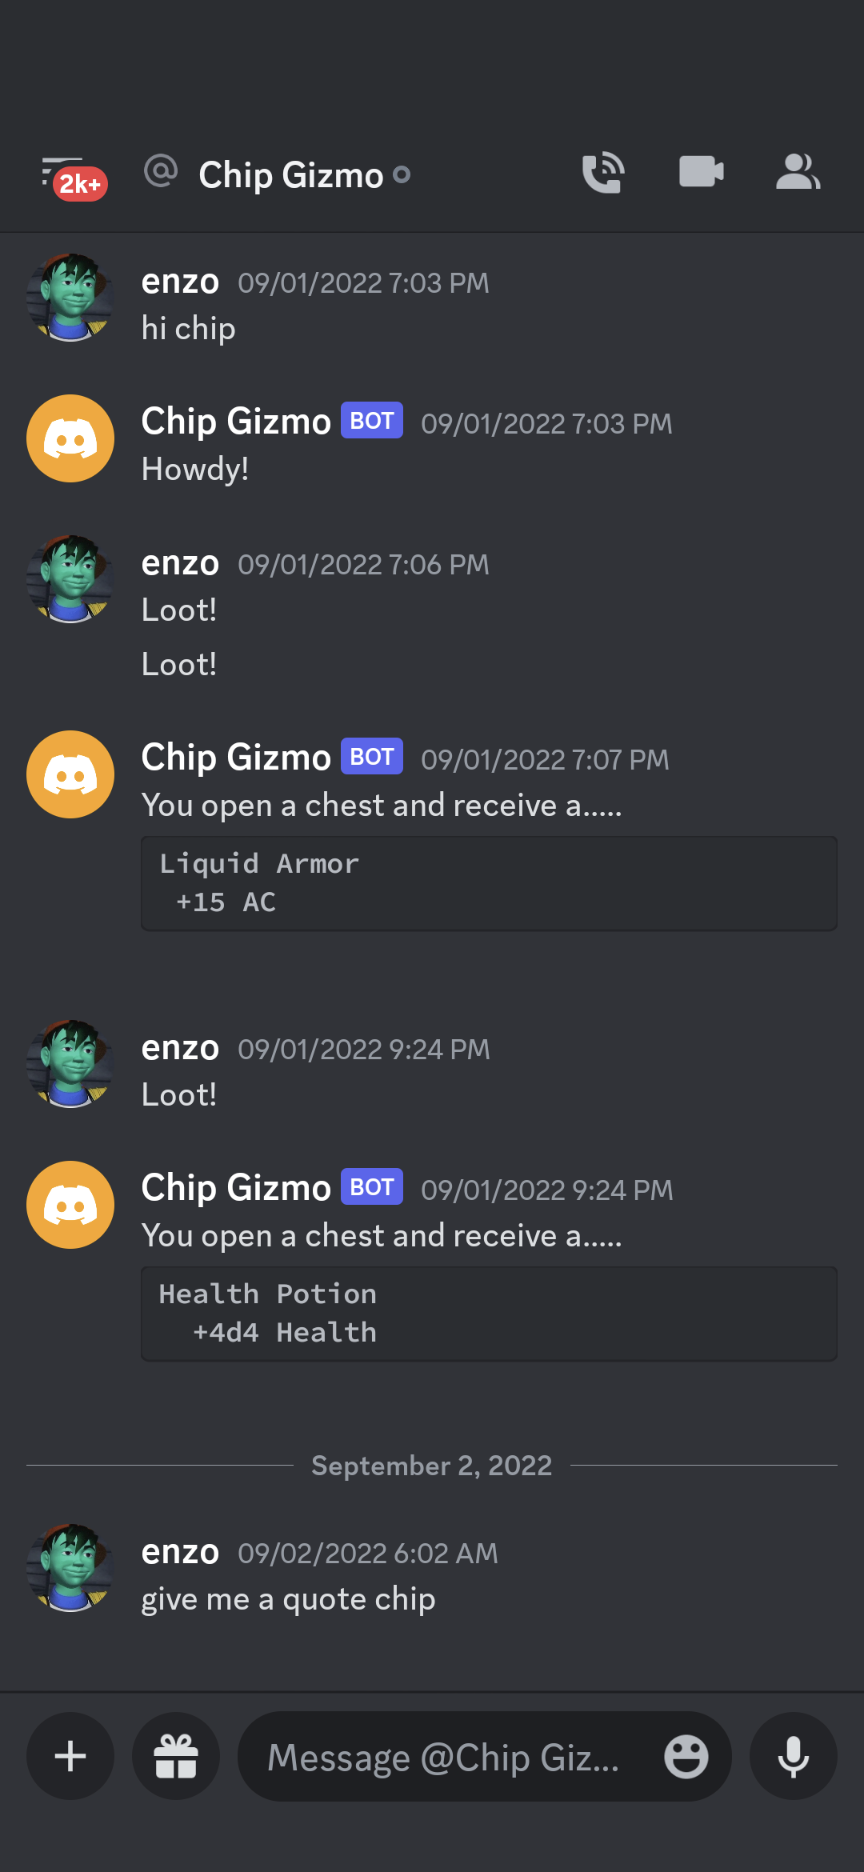 2k+
@ Chip Gizmo
enzo 09/01/2022 7:03 PM
hi chip
Chip Gizmo BOT 09/01/2022 7:03 PM
Howdy!
enzo 09/01/2022 7:06 PM
Loot!
Loot!
Chip Gizmo BOT 09/01/2022 7:07 PM
You open a chest and receive a.....
Liquid Armor
+15 AC
enzo 09/01/2022 9:24 PM
Loot!
Chip Gizmo BOT 09/01/2022 9:24 PM
You open a chest and receive a.....
Health Potion
+4d4 Health
September 2, 2022
enzo 09/02/2022 6:02 AM
give me a quote chip
Message @Chip Giz...